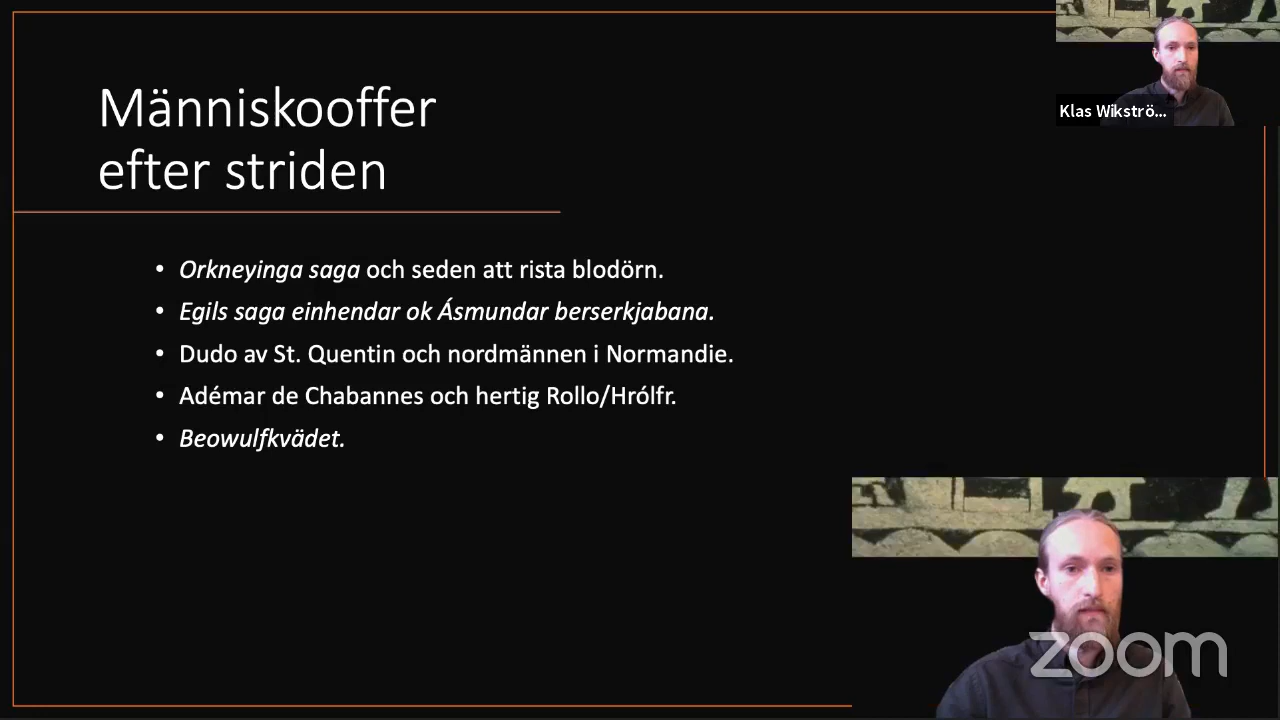 Människooffer
efter striden
Klas Wikströ...
• Orkneyinga saga och seden att rista blodörn.
• Egils saga einhendar ok Ásmundar berserkjabana.
• Dudo av St. Quentin och nordmännen i Normandie.
• Adémar de Chabannes och hertig Rollo/Hrólfr.
• Beowulfkvädet.
zoom